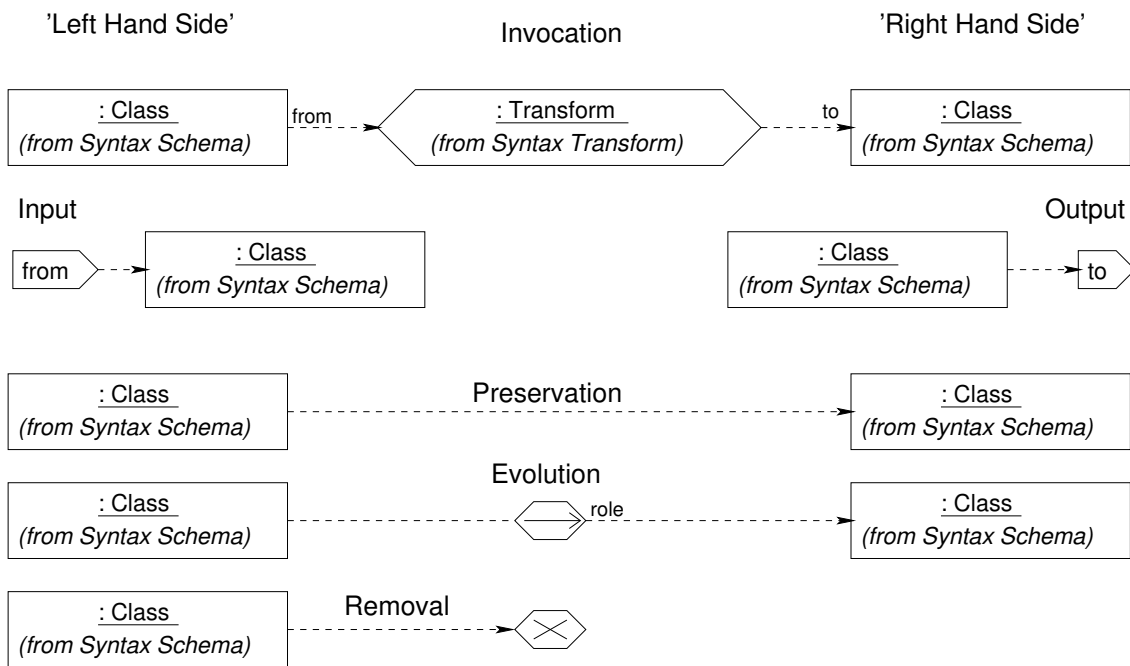 'Left Hand Side'
Invocation
'Right Hand Side'
: Class
(from Syntax Schema)
from
: Transform
(from Syntax Transform)
to
: Class
(from Syntax Schema)
Input
Output
from
: Class
(from Syntax Schema)
: Class
(from Syntax Schema)
to
: Class
(from Syntax Schema)
Preservation
: Class
(from Syntax Schema)
Evolution
: Class
(from Syntax Schema)
role
: Class
(from Syntax Schema)
: Class
(from Syntax Schema)
Removal